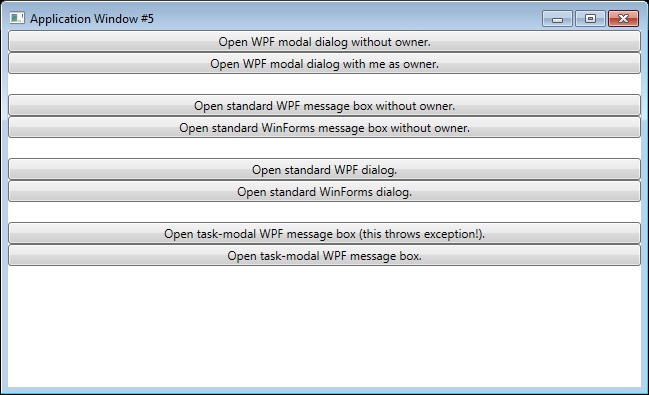 Application Window #5
Open WPF modal dialog without owner.
Open WPF modal dialog with me as owner.
Open standard WPF message box without owner.
Open standard WinForms message box without owner.
Open standard WPF dialog.
Open standard WinForms dialog.
Open task-modal WPF message box (this throws exception!).
Open task-modal WPF message box.